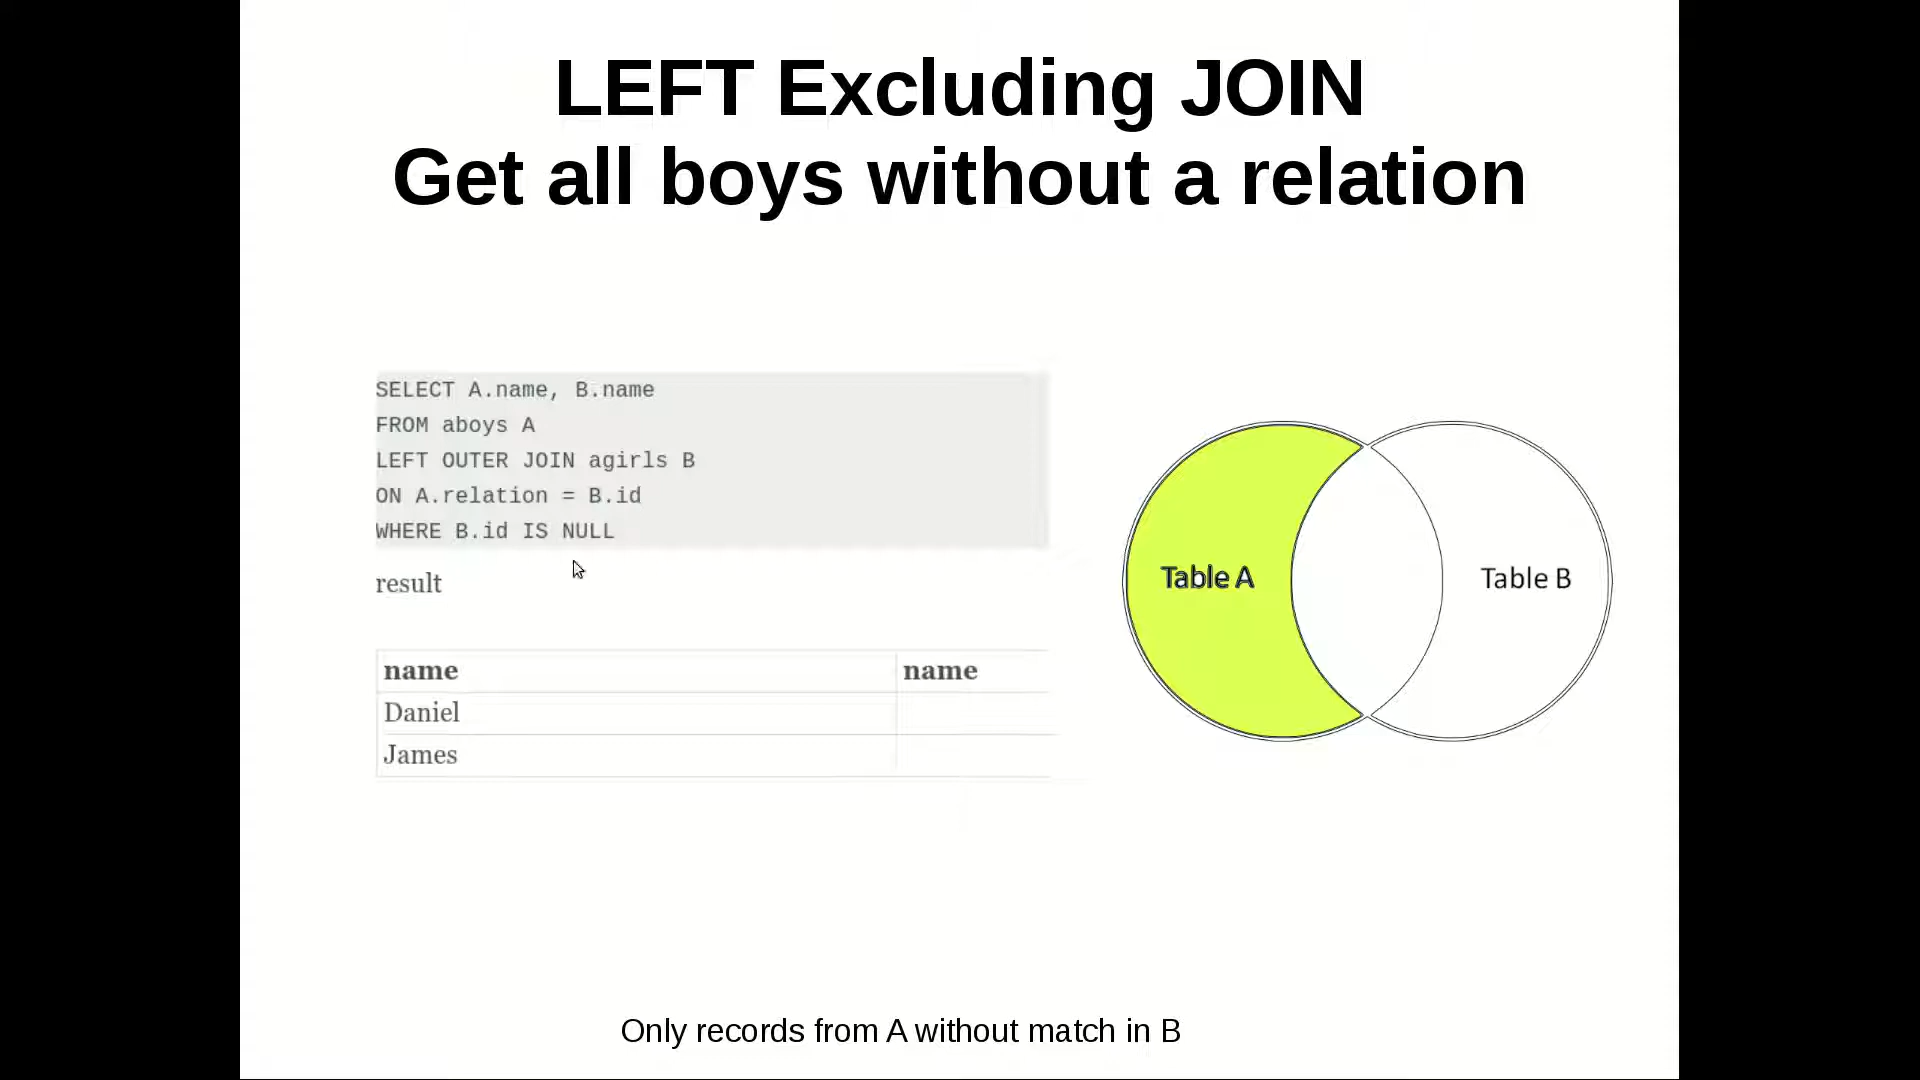 LEFT Excluding JOIN
Get all boys without a relation
SELECT A.name, B.name
FROM aboys A
LEFT OUTER JOIN agirls B
ON A.relation = B.id
WHERE B.id IS NULL
result
name name
Daniel
James
Table A Table B
Only records from A without match in B